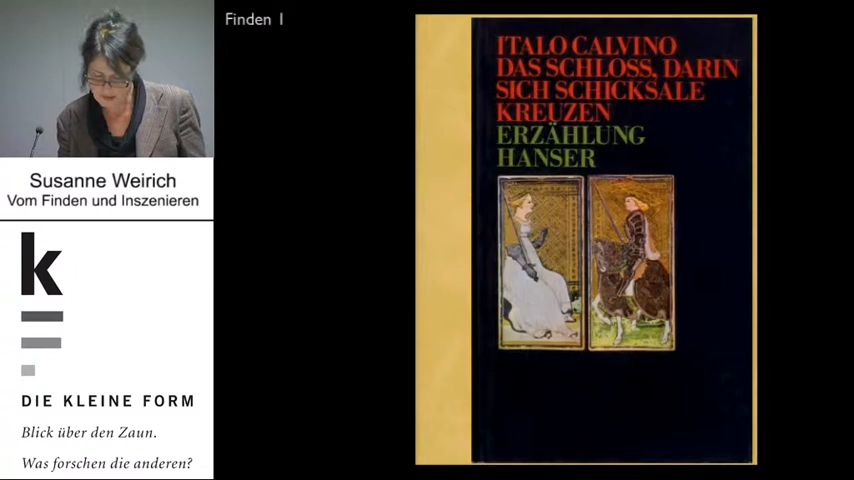 Finden I
ITALO CALVINO
DAS SCHLOSS, DARIN
SICH SCHICKSALE
KREUZEN
ERZÄHLUNG
HANSER
Susanne Weirich
Vom Finden und Inszenieren
k
DIE KLEINE FORM
Blick über den Zaun.
Was forschen die anderen?